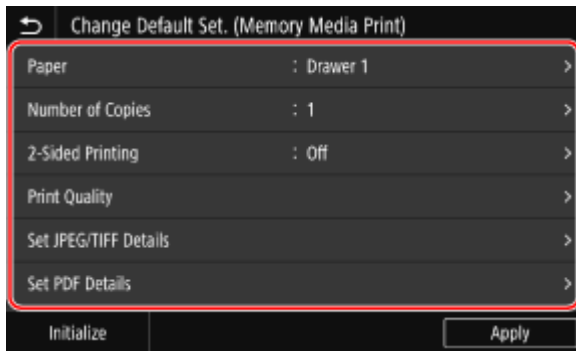 Change Default Set. (Memory Media Print)
Paper : Drawer 1
Number of Copies : 1
2-Sided Printing : Off
Print Quality
Set JPEG/TIFF Details
Set PDF Details
Initialize Apply